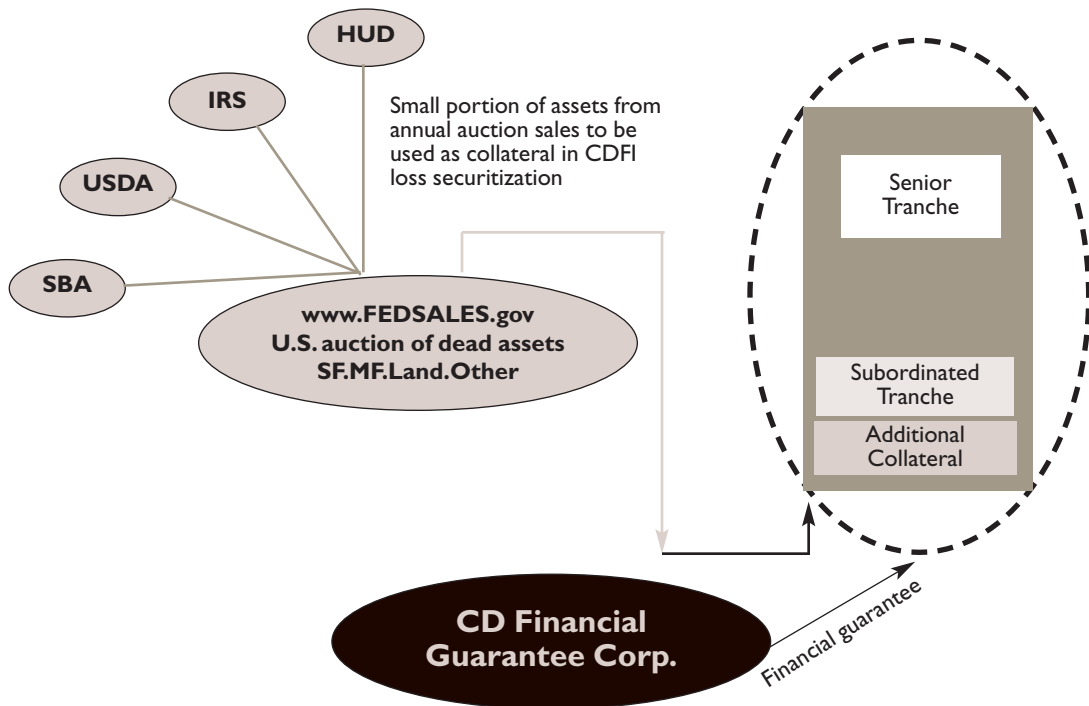 HUD
IRS
USDA
SBA
Small portion of assets from
annual auction sales to be
used as collateral in CDFI
loss securitization
www.FEDSALES.gov
U.S. auction of dead assets
SF.MF.Land.Other
Senior
Tranche
Subordinated
Tranche
Additional
Collateral
CD Financial
Guarantee Corp.
Financial guarantee